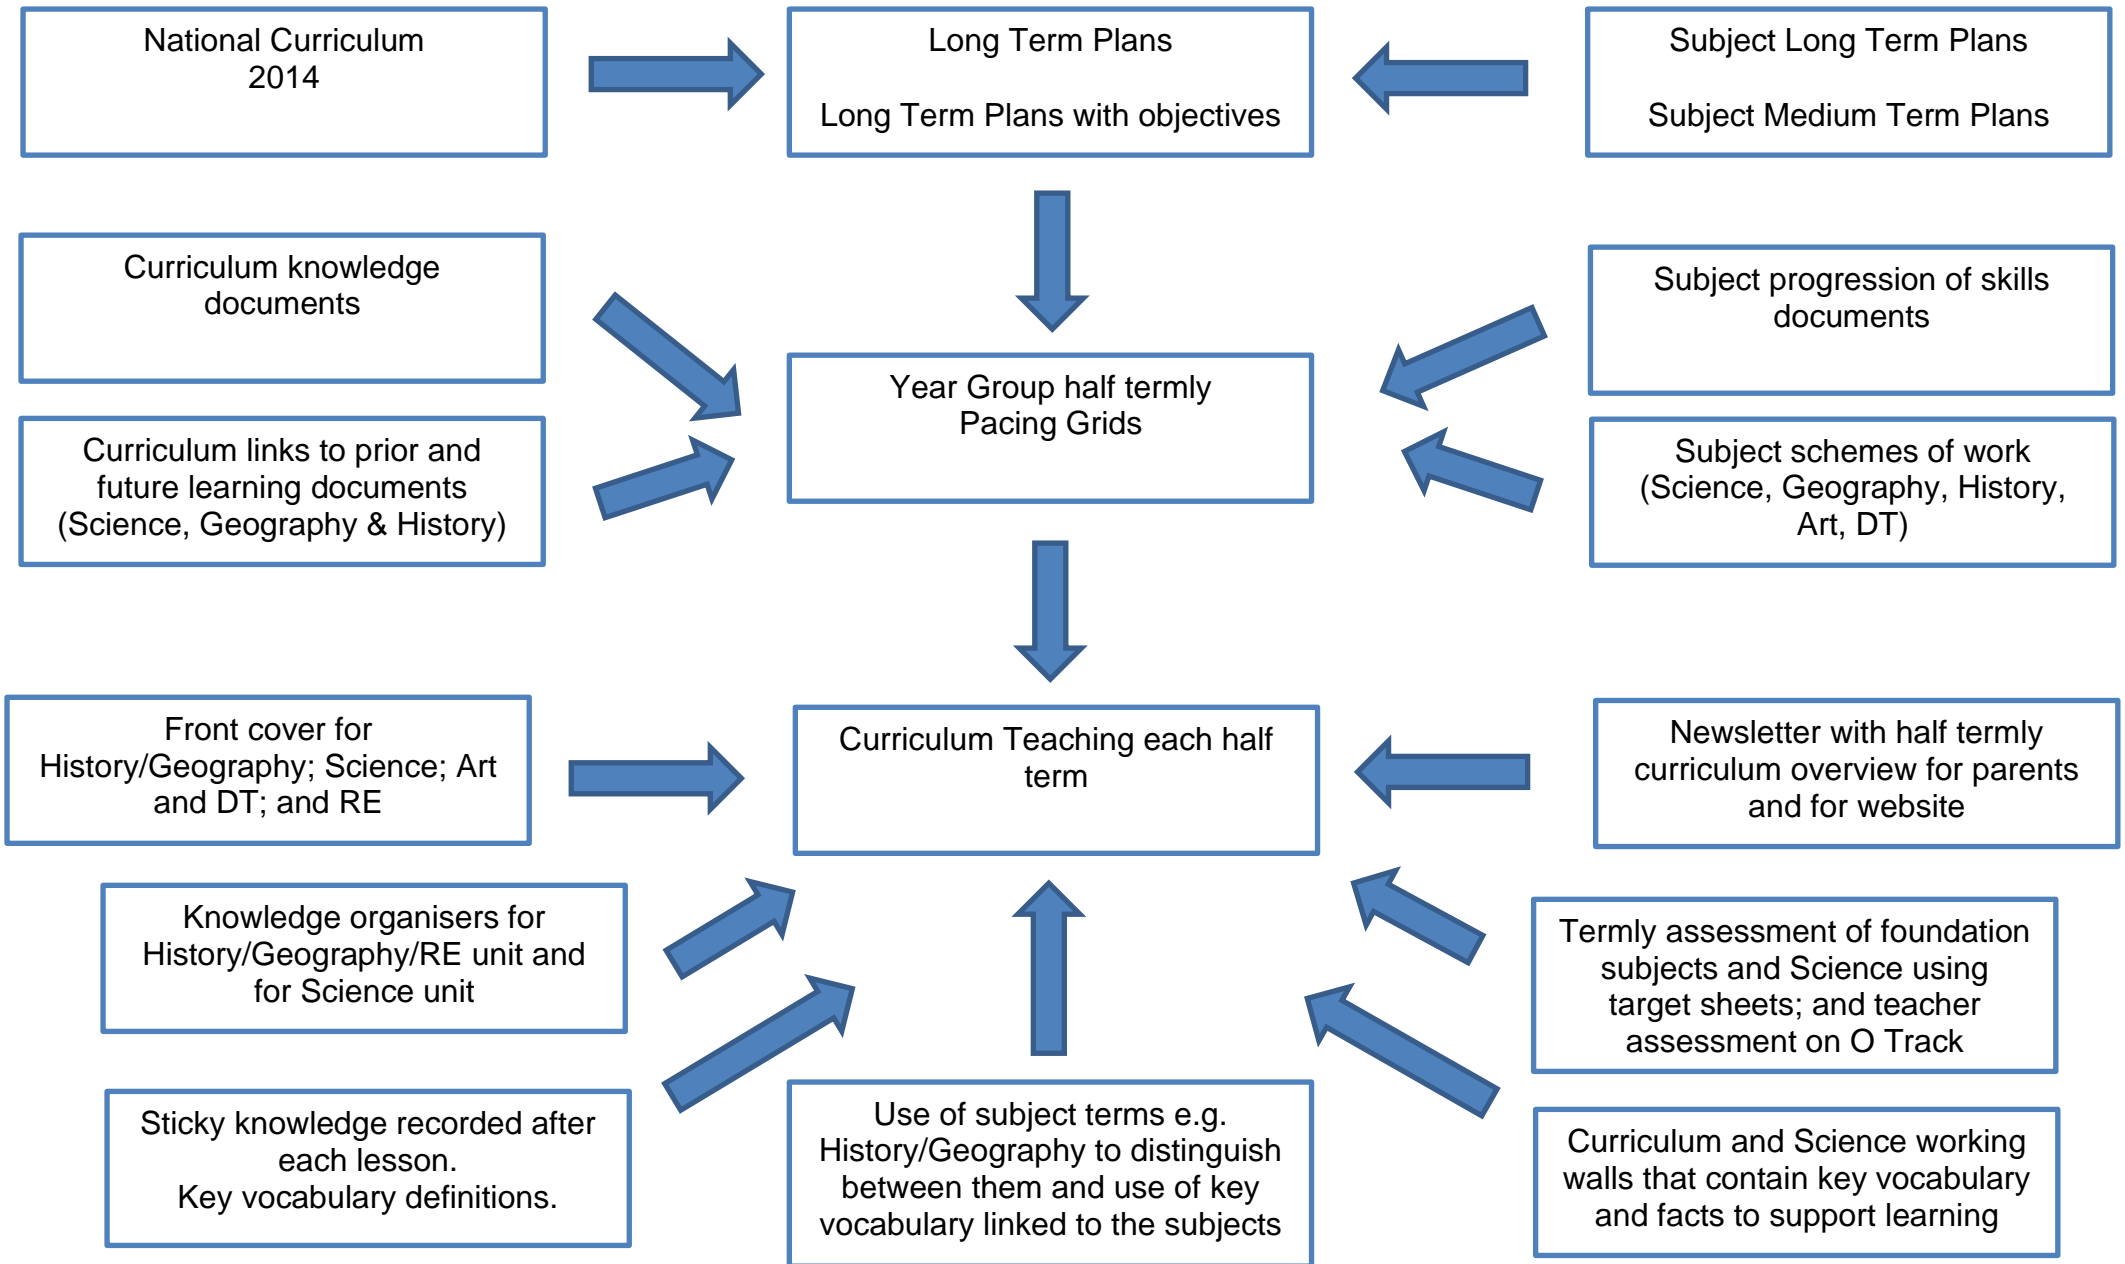 National Curriculum
2014
Long Term Plans
Long Term Plans with objectives
Subject Long Term Plans
Subject Medium Term Plans
Curriculum knowledge
documents
Subject progression of skills
documents
Year Group half termly
Pacing Grids
Curriculum links to prior and
future learning documents
(Science, Geography & History)
Subject schemes of work
(Science, Geography, History,
Art, DT)
Front cover for
History/Geography; Science; Art
and DT; and RE
Curriculum Teaching each half
term
Newsletter with half termly
curriculum overview for parents
and for website
Knowledge organisers for
History/Geography/RE unit and
for Science unit
Termly assessment of foundation
subjects and Science using
target sheets; and teacher
assessment on O Track
Sticky knowledge recorded after
each lesson.
Key vocabulary definitions.
Use of subject terms e.g.
History/Geography to distinguish
between them and use of key
vocabulary linked to the subjects
Curriculum and Science working
walls that contain key vocabulary
and facts to support learning